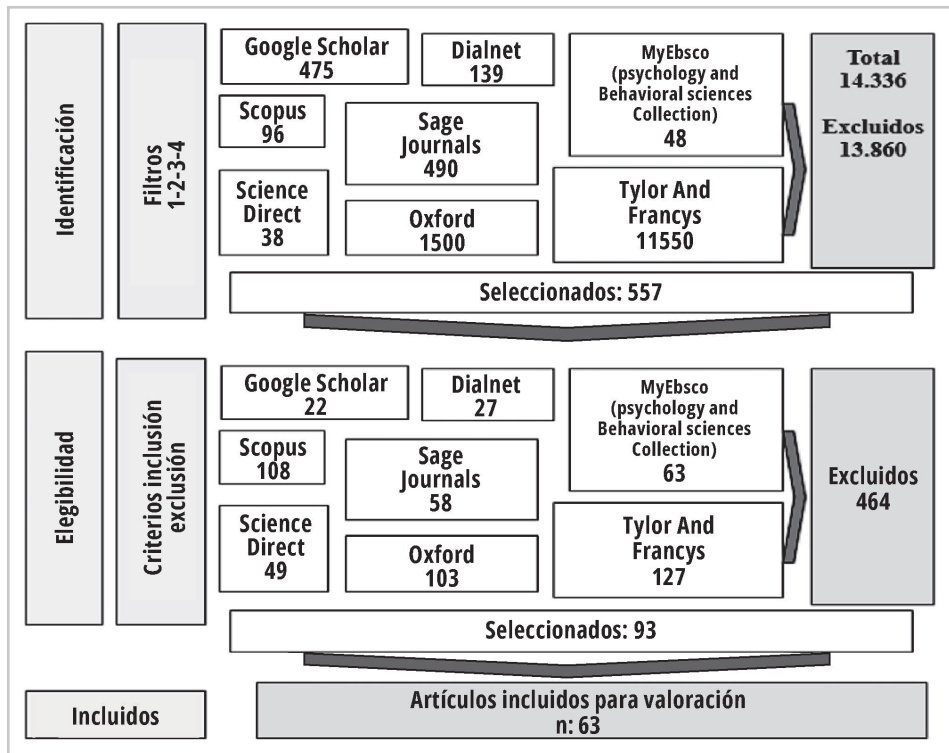 Identificación
Filtros
1-2-3-4
Google Scholar
475
Dialnet
139
MyEbsco
(psychology and
Behavioral sciences
Collection)
48
Scopus
96
Sage
Journals
490
Science
Direct
38
Oxford
1500
Tylor And
Francys
11550
Total
14.336
Excluidos
13.860
Seleccionados: 557
Elegibilidad
Criterios inclusión
exclusión
Google Scholar
22
Dialnet
27
MyEbsco
(psychology and
Behavioral sciences
Collection)
63
Scopus
108
Sage
Journals
58
Science
Direct
49
Oxford
103
Tylor And
Francys
127
Excluidos
464
Seleccionados: 93
Incluidos
Artículos incluidos para valoración
n: 63